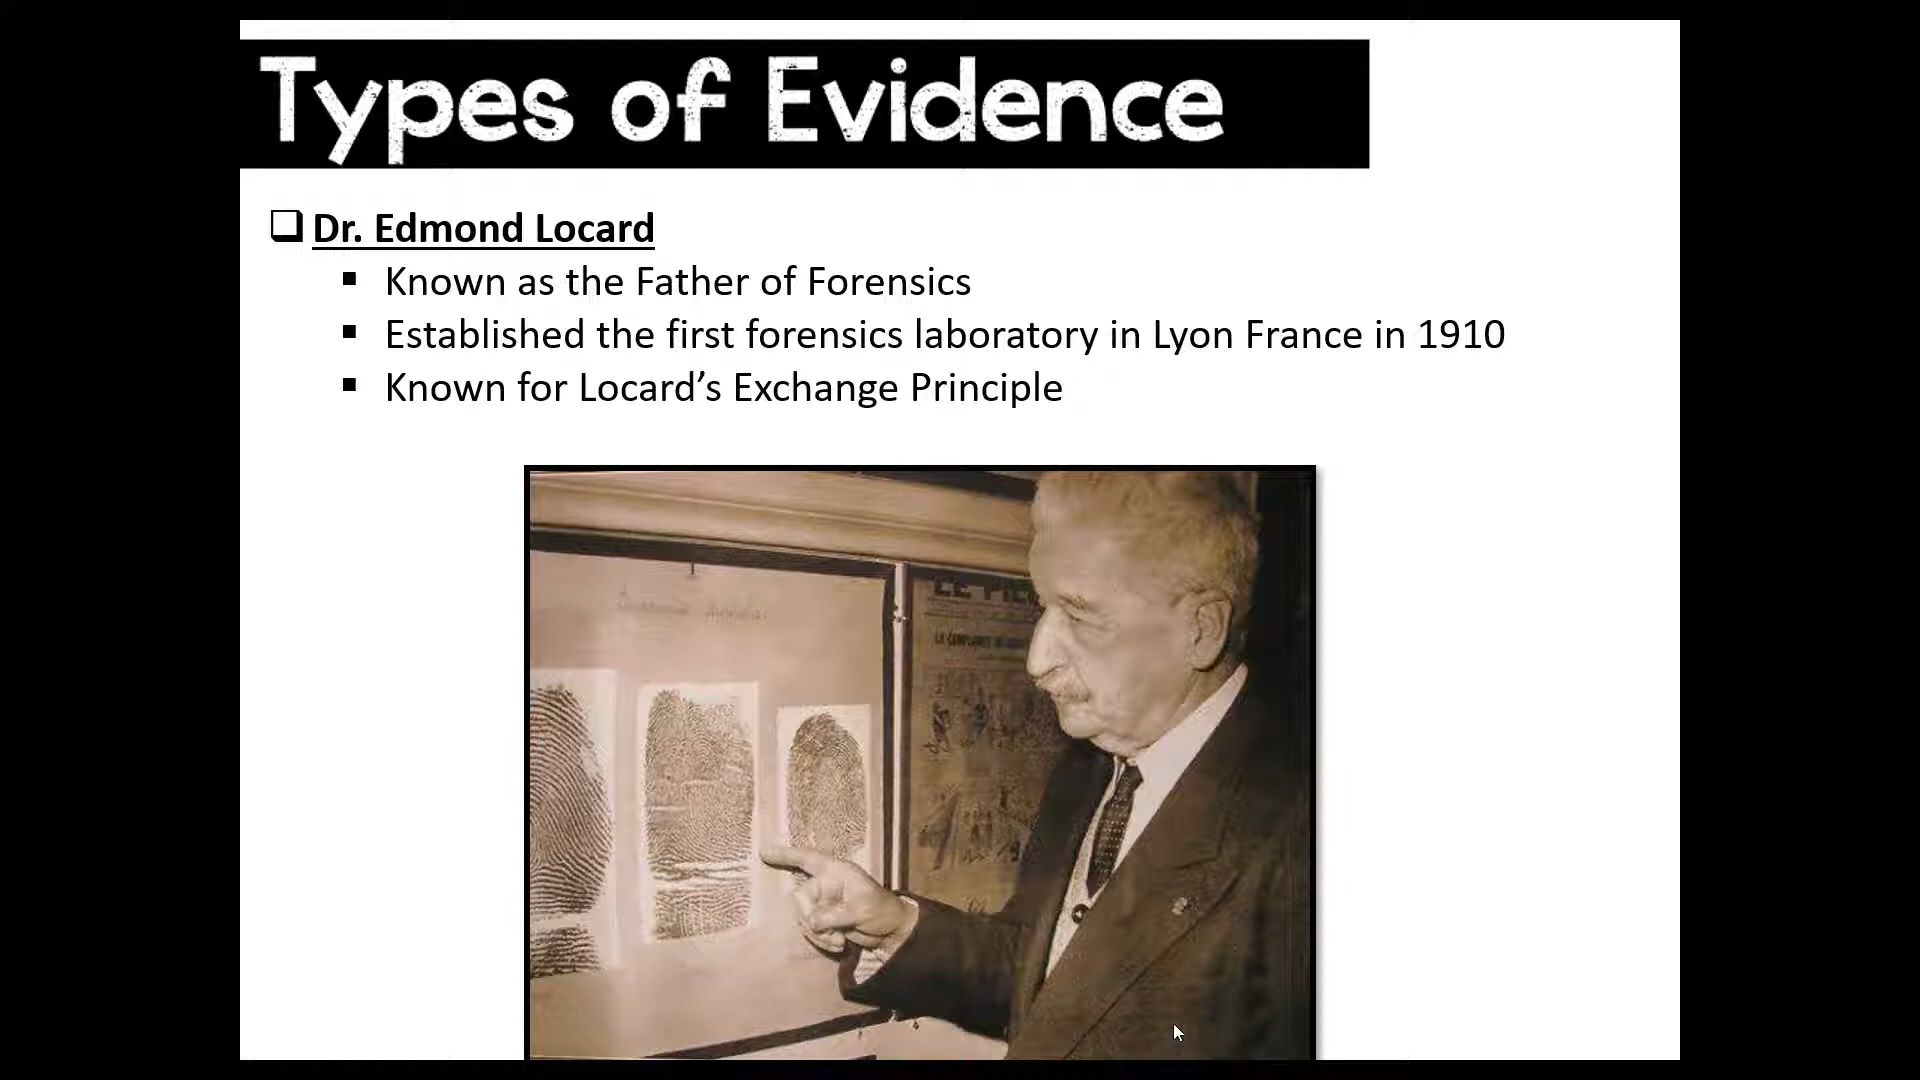 Types of Evidence
Dr. Edmond Locard
Known as the Father of Forensics
Established the first forensics laboratory in Lyon France in 1910
Known for Locard’s Exchange Principle